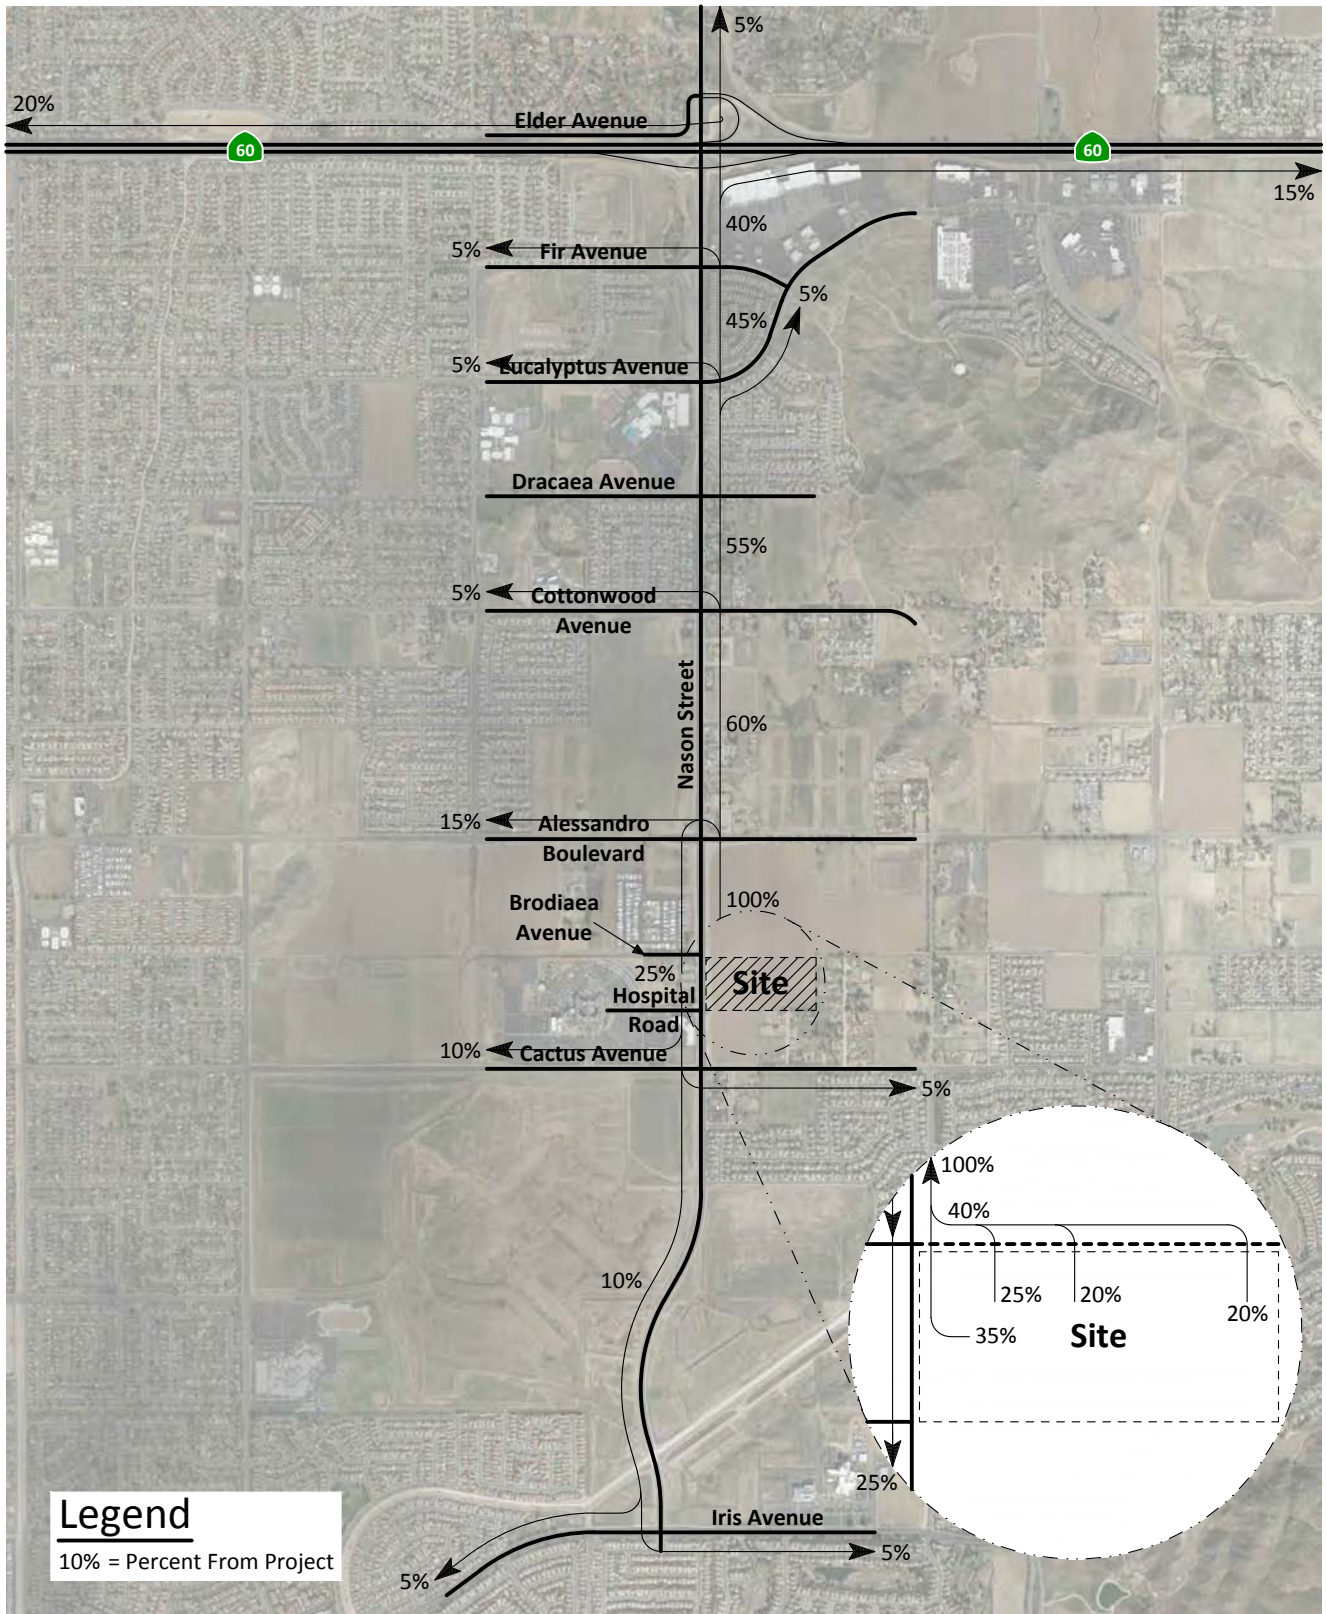 5%
20%
Elder Avenue
60
60
15%
40%
5%
Fir Avenue
5%
45%
5%
Eucalyptus Avenue
Dracaea Avenue
55%
5%
Cottonwood
Avenue
Nason Street
60%
15%
Alessandro
Boulevard
100%
Brodiaea
Avenue
25%
Site
Hospital
Road
10%
Cactus Avenue
5%
100%
40%
25%
20%
20%
35%
Site
25%
10%
Iris Avenue
5%
5%
Legend
10% = Percent From Project